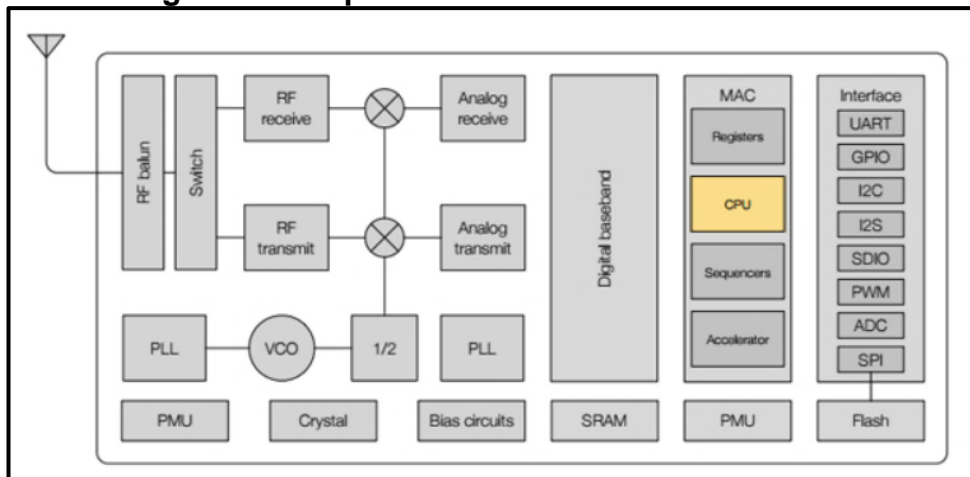 RF balun
Switch
RF
receive
Analog
receive
RF
transmit
Analog
transmit
PLL
VCO
1/2
PLL
Digital baseband
MAC
Registers
CPU
Sequencers
Accelerator
Interface
UART
GPIO
I2C
I2S
SDIO
PWM
ADC
SPI
PMU
Crystal
Bias circuits
SRAM
PMU
Flash